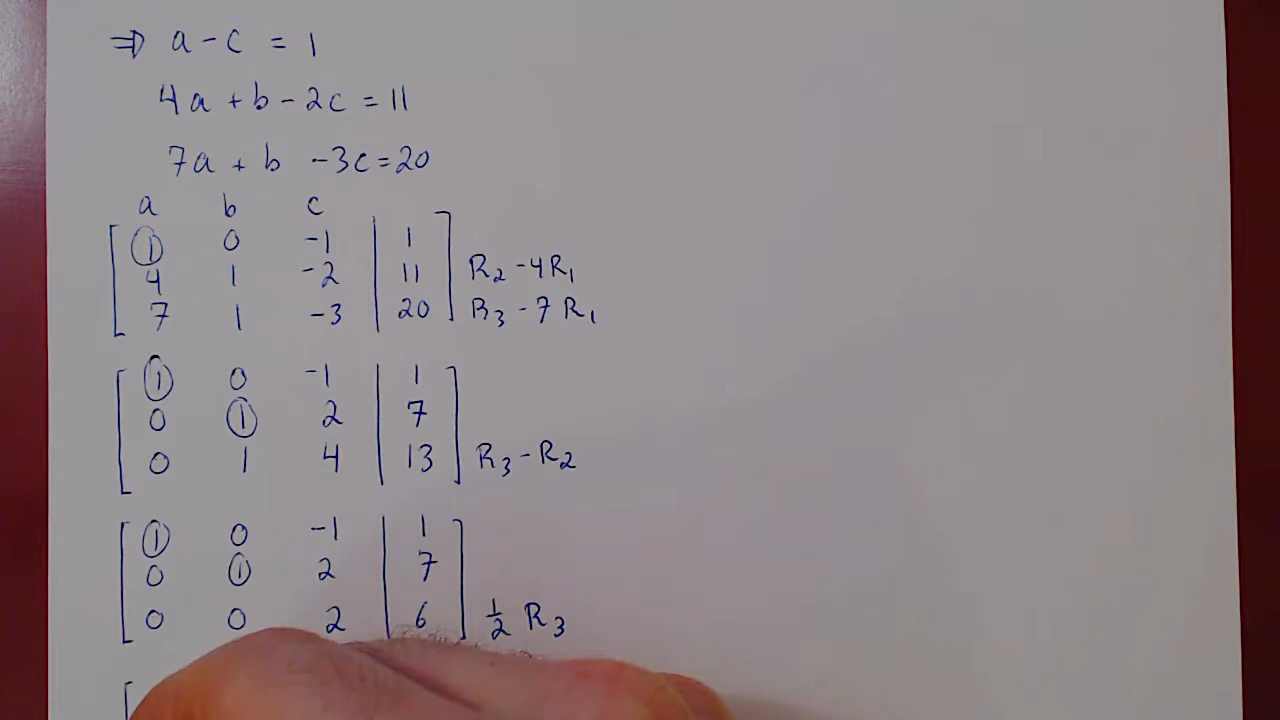 ⇒ a - c = 1
4a + b - 2c = 11
7a + b - 3c = 20
a b c
[ 1 0 -1 | 1 ]
[ 4 1 -2 | 11 ] R₂ - 4R₁
[ 7 1 -3 | 20 ] R₃ - 7R₁
[ 1 0 -1 | 1 ]
[ 0 1 2 | 7 ]
[ 0 1 4 | 13 ] R₃ - R₂
[ 1 0 -1 | 1 ]
[ 0 1 2 | 7 ]
[ 0 0 2 | 6 ] ½ R₃